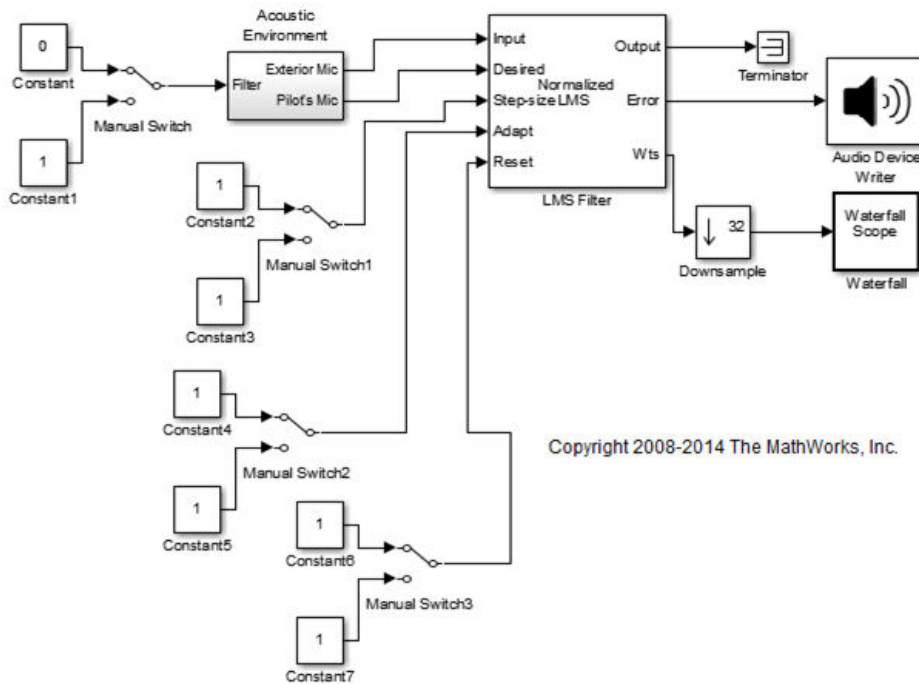 0
Constant
1
Constant1
Manual Switch
Acoustic
Environment
Filter
Exterior Mic
Pilot's Mic
1
Constant2
1
Constant3
Manual Switch1
1
Constant4
1
Constant5
Manual Switch2
1
Constant6
1
Constant7
Manual Switch3
Input
Desired
Normalized
Step-size LMS
Adapt
Reset
Output
Error
Wts
LMS Filter
Terminator
Audio Device
Writer
32
Downsample
Waterfall
Scope
Waterfall
Copyright 2008-2014 The MathWorks, Inc.